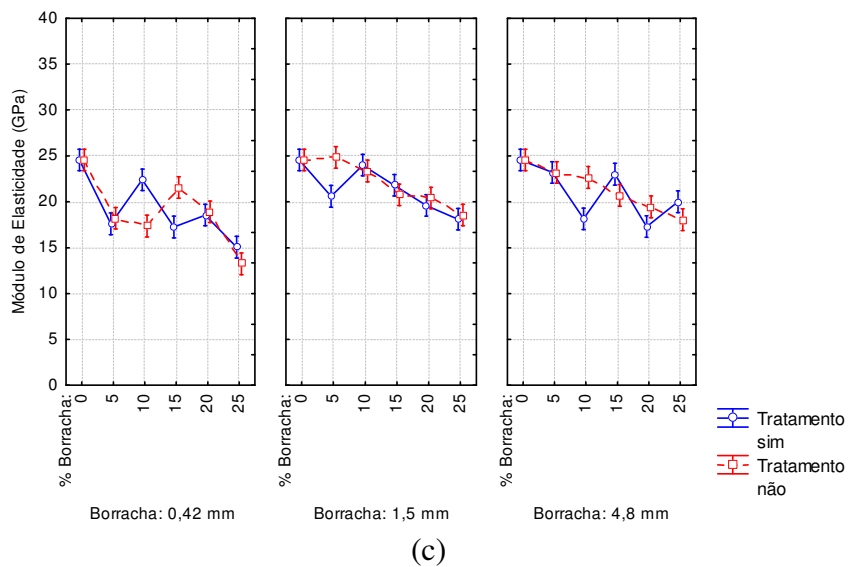 Módulo de Elasticidade (GPa)
40
35
30
25
20
15
10
5
0
% Borracha:
0
5
10
15
20
25
Borracha: 0,42 mm
% Borracha:
0
5
10
15
20
25
Borracha: 1,5 mm
% Borracha:
0
5
10
15
20
25
Borracha: 4,8 mm
Tratamento
sim
Tratamento
não
(c)